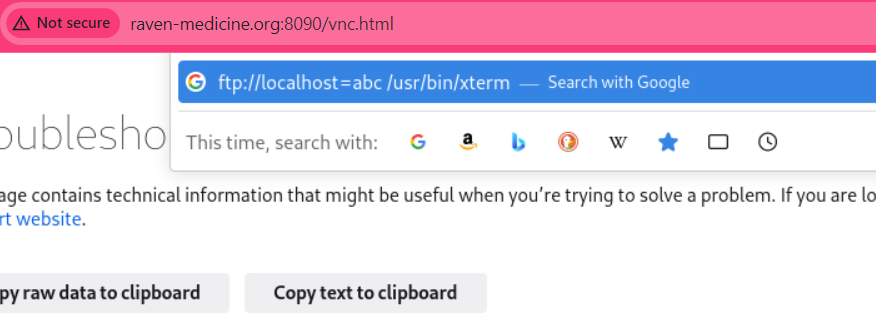 Not secure raven-medicine.org:8090/vnc.html
ftp://localhost=abc /usr/bin/xterm — Search with Google
oublesho
This time, search with:
age contains technical information that might be useful when you’re trying to solve a problem. If you are lo
rt website.
py raw data to clipboard Copy text to clipboard